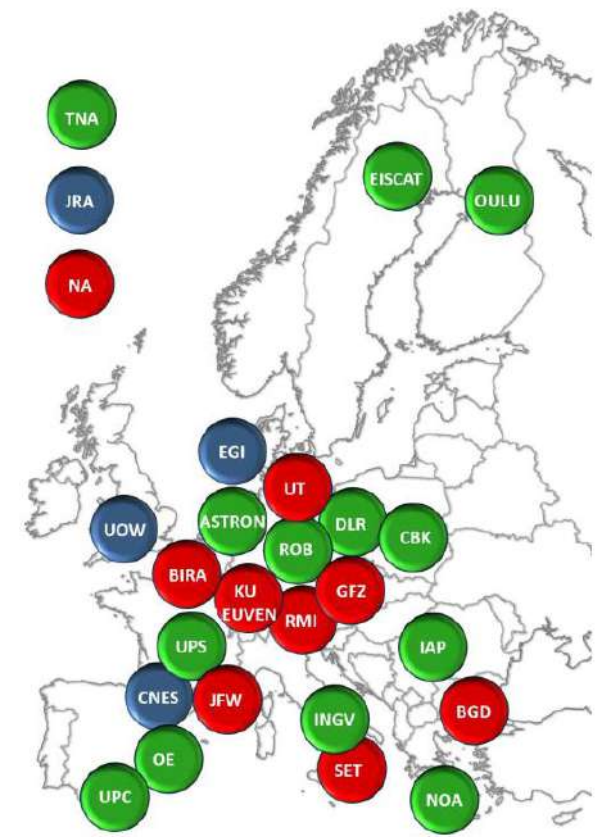 TNA
JRA
NA
EISCAT
OULU
EGI
UT
UOW
ASTRON
ROB
DLR
CBK
BIRA
KU
EUVEN
RMI
GFZ
UPS
IAP
CNES
JFW
INGV
BGD
OE
SET
UPC
NOA